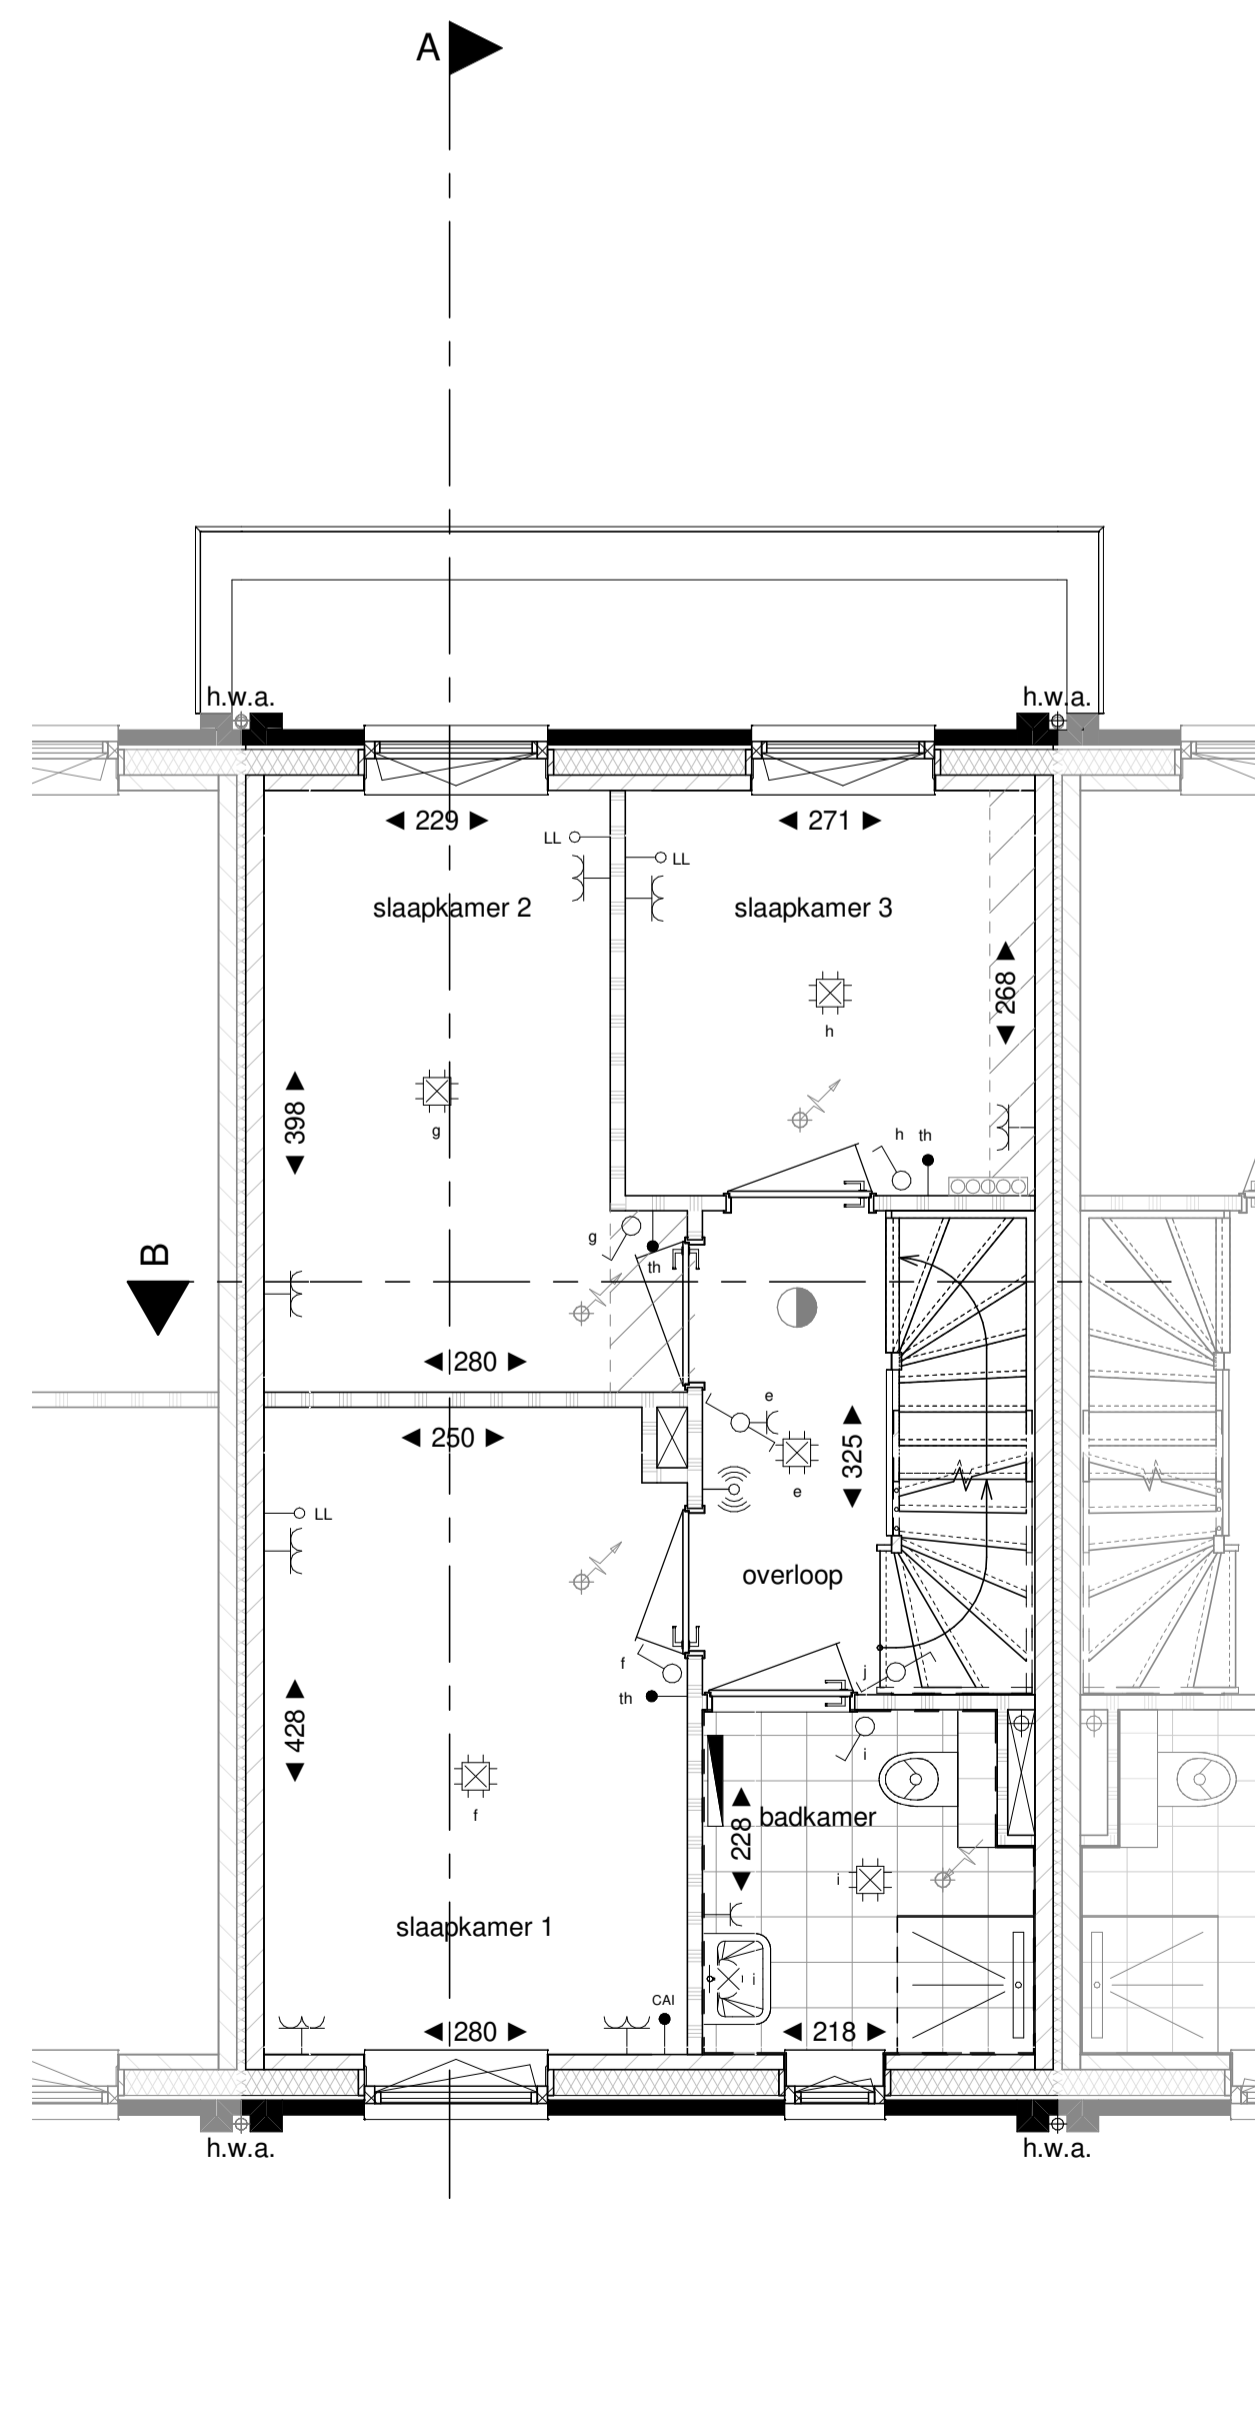 A
h.w.a.
h.w.a.
229
271
LL
LL
slaapkamer 2
slaapkamer 3
268
h
g
398
h
th
g
th
B
280
e
250
325
e
LL
overloop
f
j
th
428
i
f
badkamer
228
i
slaapkamer 1
i
CAI
280
218
h.w.a.
h.w.a.